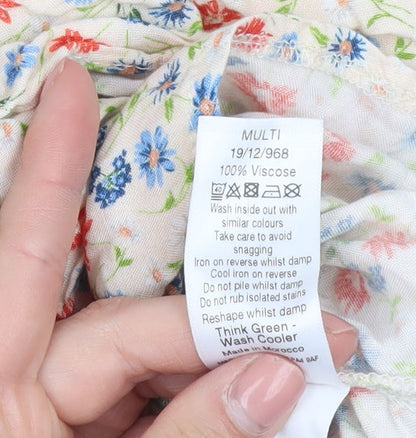 MULTI
19/12/968
100% Viscose
40
Wash inside out with
similar colours
Take care to avoid
snagging
Iron on reverse whilst damp
Cool iron on reverse
Do not pile whilst damp
Do not rub isolated stains
Reshape whilst damp
Think Green -
Wash Cooler
Made in Morocco
9AF